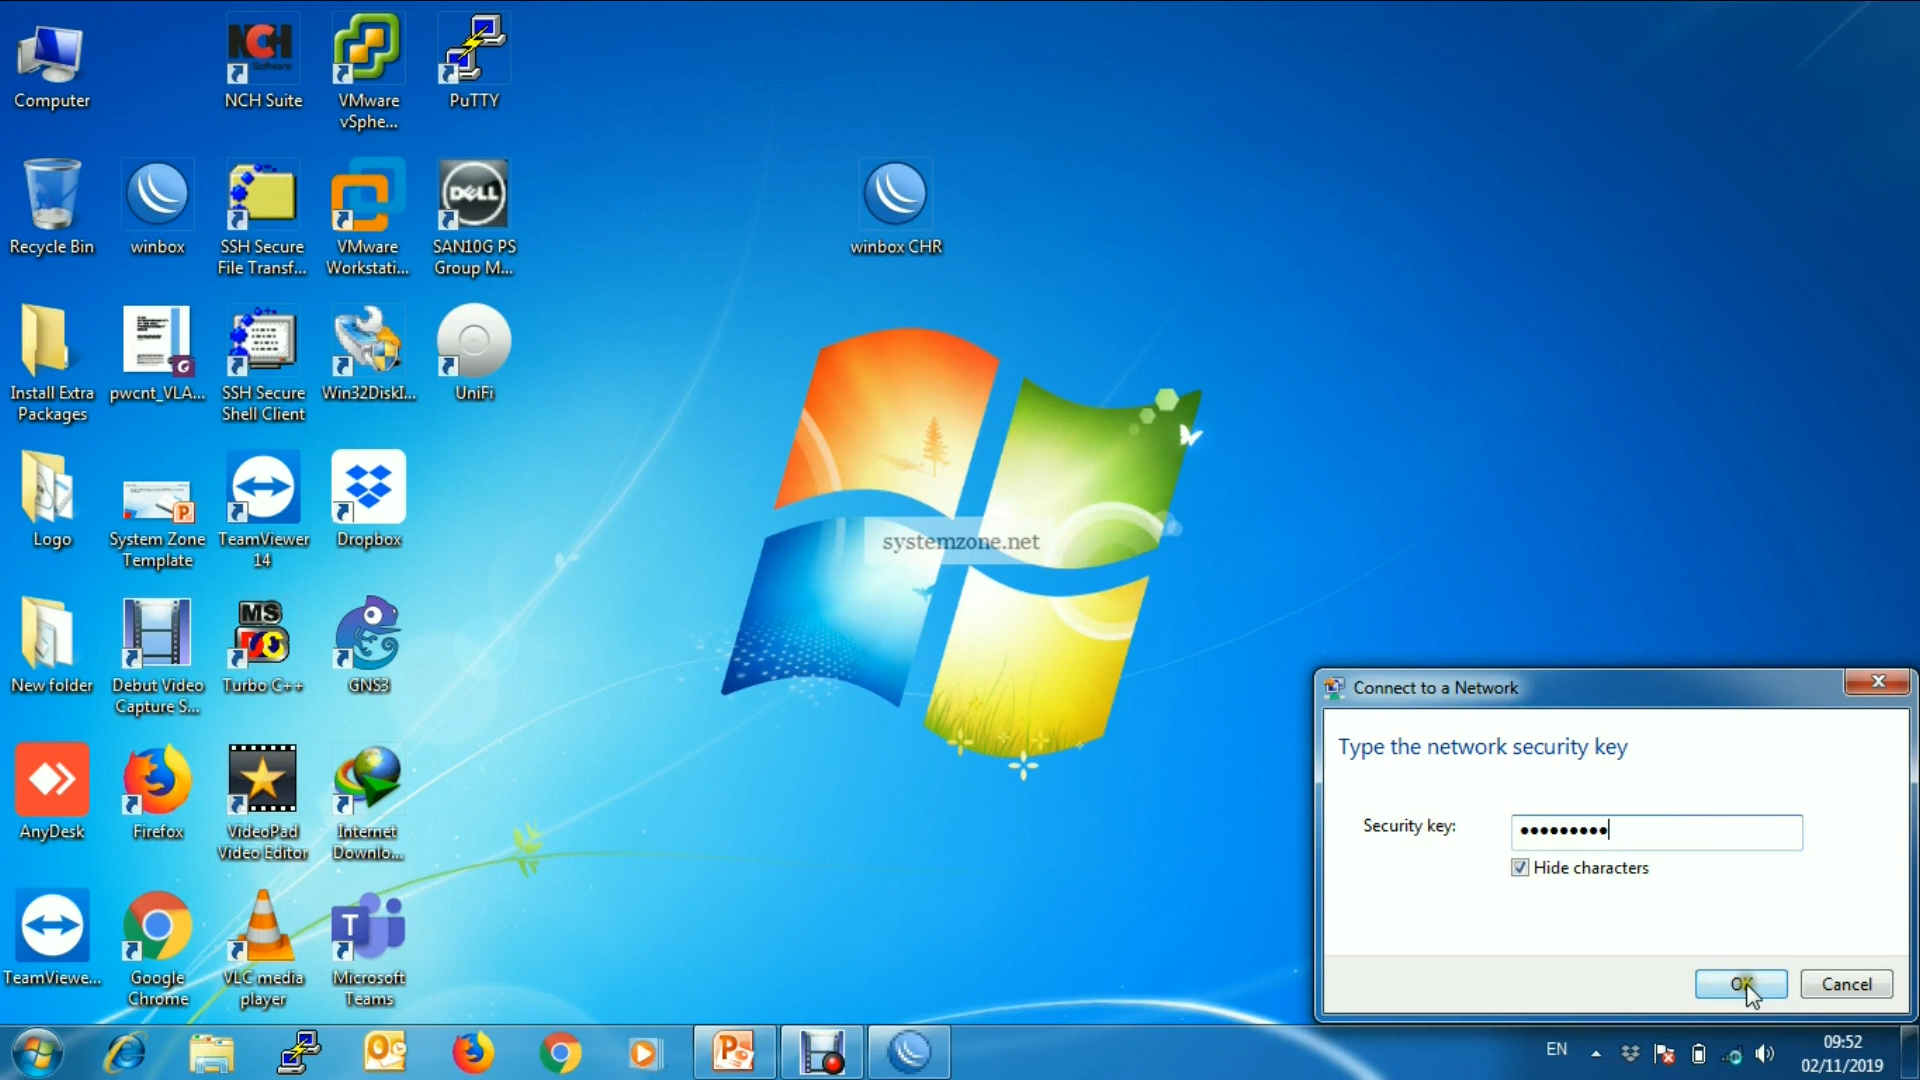 Computer
NCH Suite
VMware
vSphe...
PuTTY
Recycle Bin
winbox
SSH Secure
File Transf...
VMware
Workstati...
SAN10G PS
Group M...
winbox CHR
Install Extra
Packages
pwcnt_VLA...
SSH Secure
Shell Client
Win32DiskI...
UniFi
Logo
System Zone
Template
TeamViewer
14
Dropbox
systemzone.net
New folder
Debut Video
Capture S...
Turbo C++
GNS3
AnyDesk
Firefox
VideoPad
Video Editor
Internet
Downlo...
TeamViewe...
Google
Chrome
VLC media
player
Microsoft
Teams
NCH
Software
DELL
MS
Connect to a Network
Type the network security key
Security key:
Hide characters
OK
Cancel
EN
09:52
02/11/2019